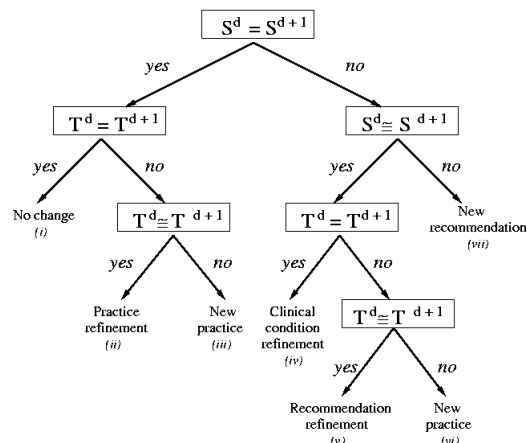 S^d = S^d+1
yes
no
T^d = T^d+1
S^d ≅ S^d+1
yes
no
yes
no
No change
(i)
T^d ≅ T^d+1
T^d = T^d+1
New
recommendation
(vii)
yes
no
yes
no
Practice
refinement
(ii)
New
practice
(iii)
Clinical
condition
refinement
(iv)
T^d ≅ T^d+1
yes
no
Recommendation
refinement
(v)
New
practice
(vi)